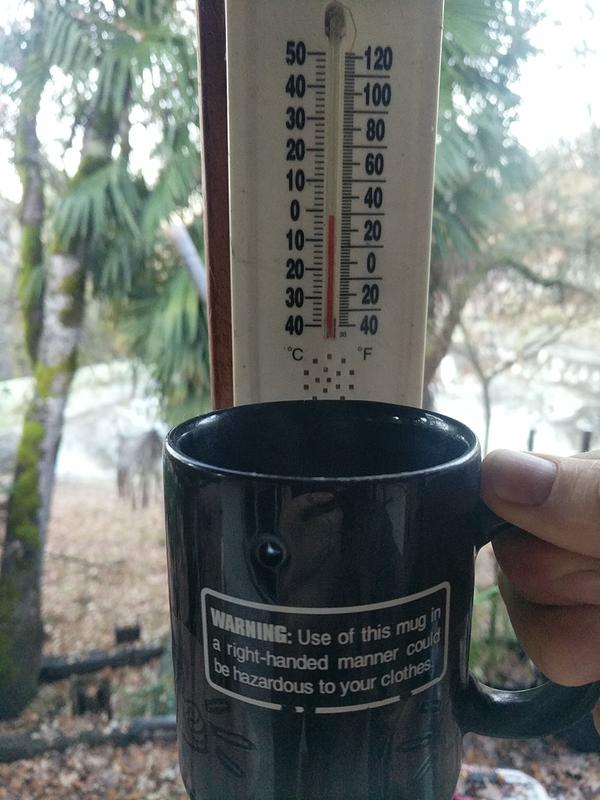 50 120
40 100
30 80
20 60
10 40
0 20
10 0
20 20
30 40
40
°C °F
WARNING: Use of this mug in
a right-handed manner could
be hazardous to your clothes.